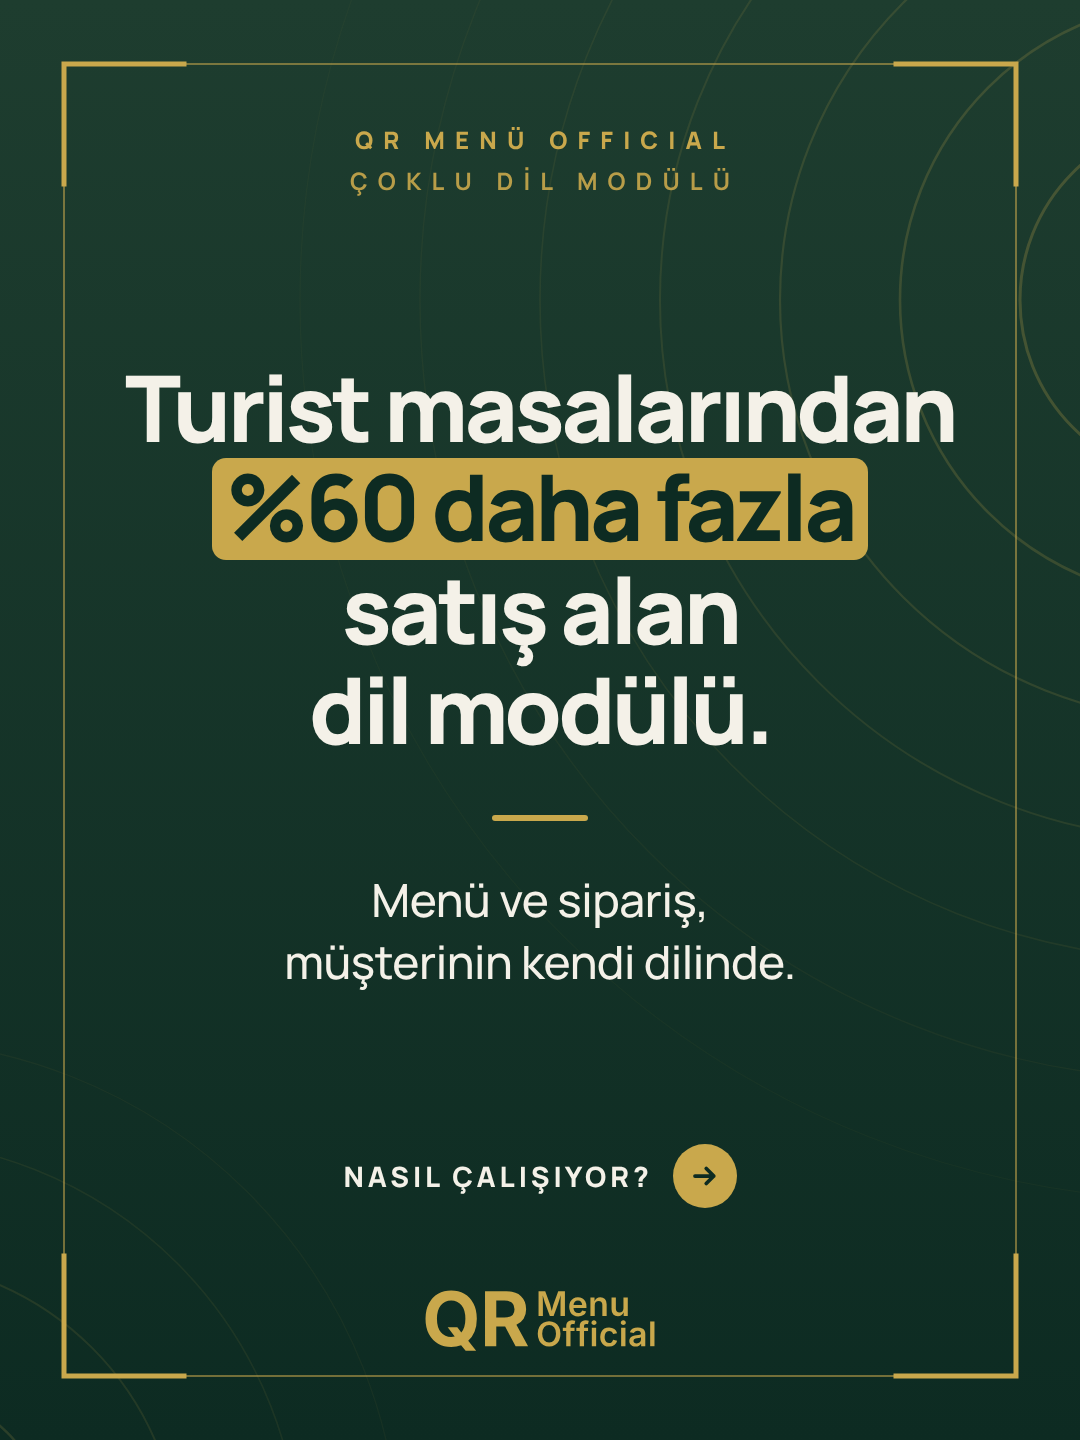 QR MENÜ OFFICIAL
ÇOKLU DİL MODÜLÜ
Turist masalarından
%60 daha fazla
satış alan
dil modülü.
Menü ve sipariş,
müşterinin kendi dilinde.
NASIL ÇALIŞIYOR?
QR Menu
Official